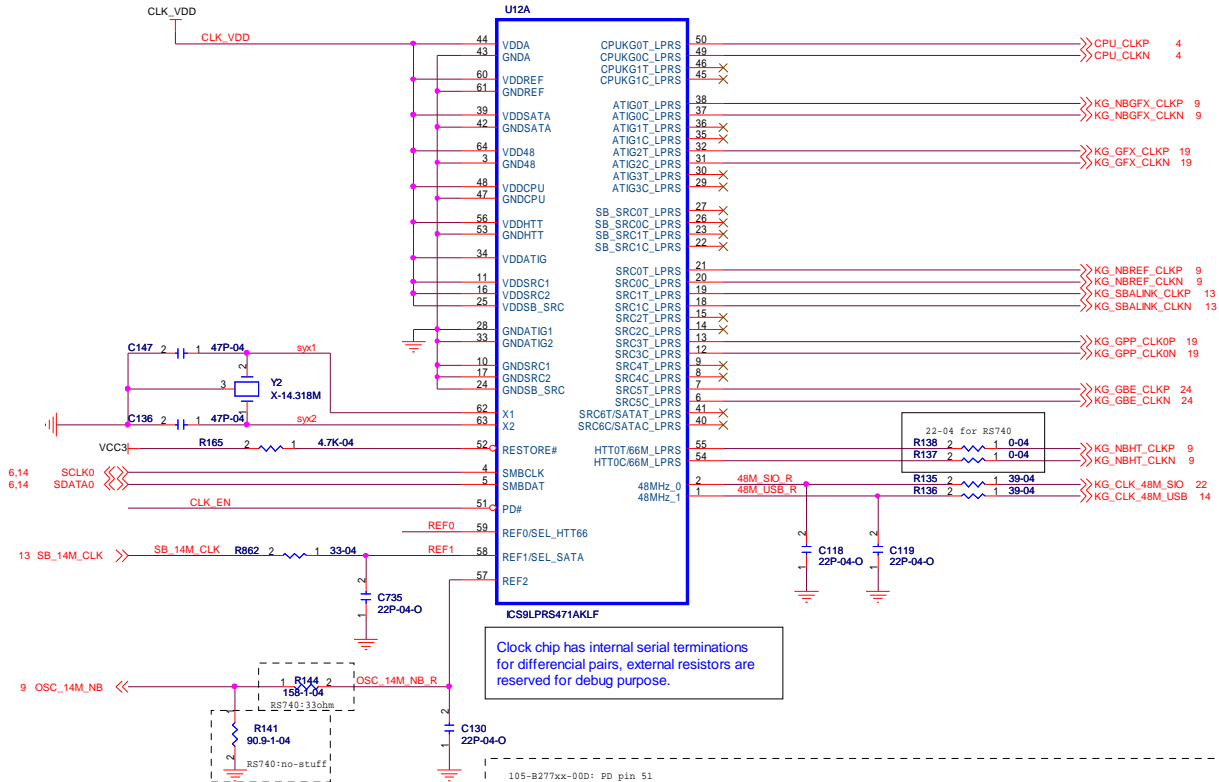 U12A
CLK_VDD
CLK_VDD
44 VDDA CPUKG0T_LPRS 50 CPU_CLKP 4
43 GNDA CPUKG0C_LPRS 49 CPU_CLKN 4
CPUKG1T_LPRS 46
60 VDDREF CPUKG1C_LPRS 45
61 GNDREF
ATIG0T_LPRS 38 KG_NBGFX_CLKP 9
39 VDDSATA ATIG0C_LPRS 37 KG_NBGFX_CLKN 9
42 GNDSATA ATIG1T_LPRS 36
ATIG1C_LPRS 35
64 VDD48 ATIG2T_LPRS 32 KG_GFX_CLKP 19
3 GND48 ATIG2C_LPRS 31 KG_GFX_CLKN 19
ATIG3T_LPRS 30
48 VDDCPU ATIG3C_LPRS 29
47 GNDCPU
SB_SRC0T_LPRS 27
56 VDDHTT SB_SRC0C_LPRS 26
53 GNDHTT SB_SRC1T_LPRS 23
SB_SRC1C_LPRS 22
34 VDDATIG
SRC0T_LPRS 21 KG_NBREF_CLKP 9
11 VDDSRC1 SRC0C_LPRS 20 KG_NBREF_CLKN 9
16 VDDSRC2 SRC1T_LPRS 19 KG_SBALINK_CLKP 13
25 VDDSB_SRC SRC1C_LPRS 18 KG_SBALINK_CLKN 13
SRC2T_LPRS 15
28 GNDATIG1 SRC2C_LPRS 14
33 GNDATIG2 SRC3T_LPRS 13 KG_GPP_CLK0P 19
SRC3C_LPRS 12 KG_GPP_CLK0N 19
10 GNDSRC1 SRC4T_LPRS 9
17 GNDSRC2 SRC4C_LPRS 8
24 GNDSB_SRC SRC5T_LPRS 7 KG_GBE_CLKP 24
SRC5C_LPRS 6 KG_GBE_CLKN 24
C147 2 1 47P-04 syx1
2
3 Y2
X-14.318M
1
62 X1 SRC6T/SATAT_LPRS 41
C136 2 1 47P-04 syx2
63 X2 SRC6C/SATAC_LPRS 40
22-04 for RS740
VCC3 R165 2 1 4.7K-04 52 RESTORE# HTT0T/66M_LPRS 55 R138 2 1 0-04 KG_NBHT_CLKP 9
HTT0C/66M_LPRS 54 R137 2 1 0-04 KG_NBHT_CLKN 9
6,14 SCLK0 4 SMBCLK
6,14 SDATA0 5 SMBDAT
48MHz_0 2 48M_SIO_R R135 2 1 39-04 KG_CLK_48M_SIO 22
48MHz_1 1 48M_USB_R R136 2 1 39-04 KG_CLK_48M_USB 14
CLK_EN 51 PD#
REF0 59 REF0/SEL_HTT66
13 SB_14M_CLK SB_14M_CLK R862 2 1 33-04 REF1 58 REF1/SEL_SATA
2 C118 2 C119
1 22P-04-O 1 22P-04-O
57 REF2
2 C735
1 22P-04-O
ICS9LPRS471AKLF
Clock chip has internal serial terminations
for differencial pairs, external resistors are
reserved for debug purpose.
9 OSC_14M_NB 1 R144 2 OSC_14M_NB_R
158-1-04
RS740:33ohm
1 R141
90.9-1-04
2
RS740:no-stuff
2 C130
1 22P-04-O
105-B277xx-00D: PD pin 51